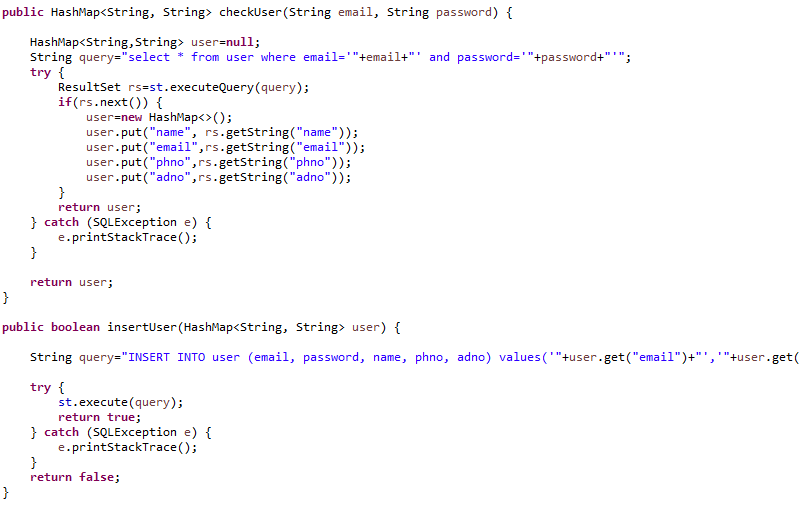 public HashMap<String, String> checkUser(String email, String password) {
HashMap<String,String> user=null;
String query="select * from user where email='"+email+"' and password='"+password+"'";
try {
ResultSet rs=st.executeQuery(query);
if(rs.next()) {
user=new HashMap<>();
user.put("name", rs.getString("name"));
user.put("email",rs.getString("email"));
user.put("phno",rs.getString("phno"));
user.put("adno",rs.getString("adno"));
}
return user;
} catch (SQLException e) {
e.printStackTrace();
}
return user;
}
public boolean insertUser(HashMap<String, String> user) {
String query="INSERT INTO user (email, password, name, phno, adno) values('"+user.get("email")+"','"+user.get(
try {
st.execute(query);
return true;
} catch (SQLException e) {
e.printStackTrace();
}
return false;
}